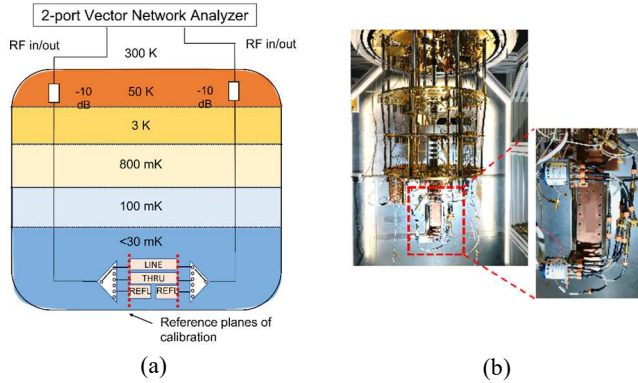 2-port Vector Network Analyzer
RF in/out
RF in/out
300 K
-10
dB
50 K
-10
dB
3 K
800 mK
100 mK
<30 mK
LINE
THRU
REFL
REFL
Reference planes of
calibration
(a)
(b)